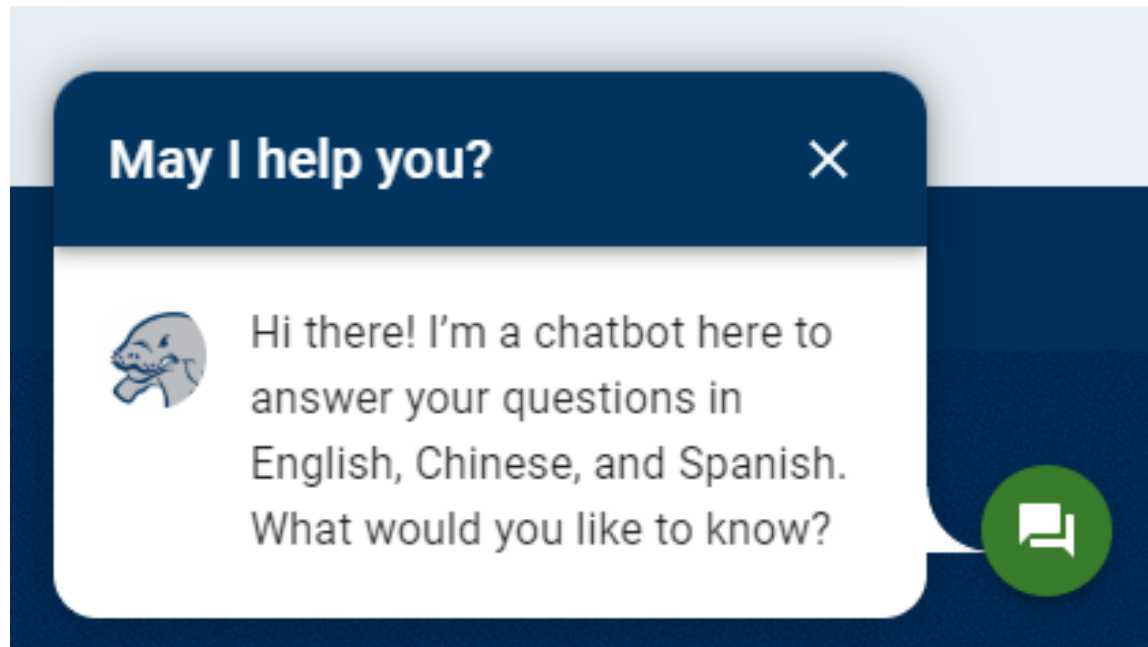 May I help you?
Hi there! I’m a chatbot here to
answer your questions in
English, Chinese, and Spanish.
What would you like to know?